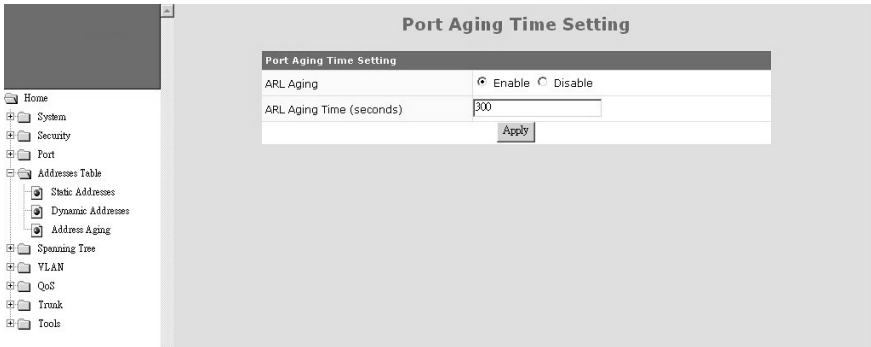 Home
System
Security
Port
Addresses Table
Static Addresses
Dynamic Addresses
Address Aging
Spanning Tree
VLAN
QoS
Trunk
Tools
Port Aging Time Setting
Port Aging Time Setting
ARL Aging Enable Disable
ARL Aging Time (seconds) 300
Apply